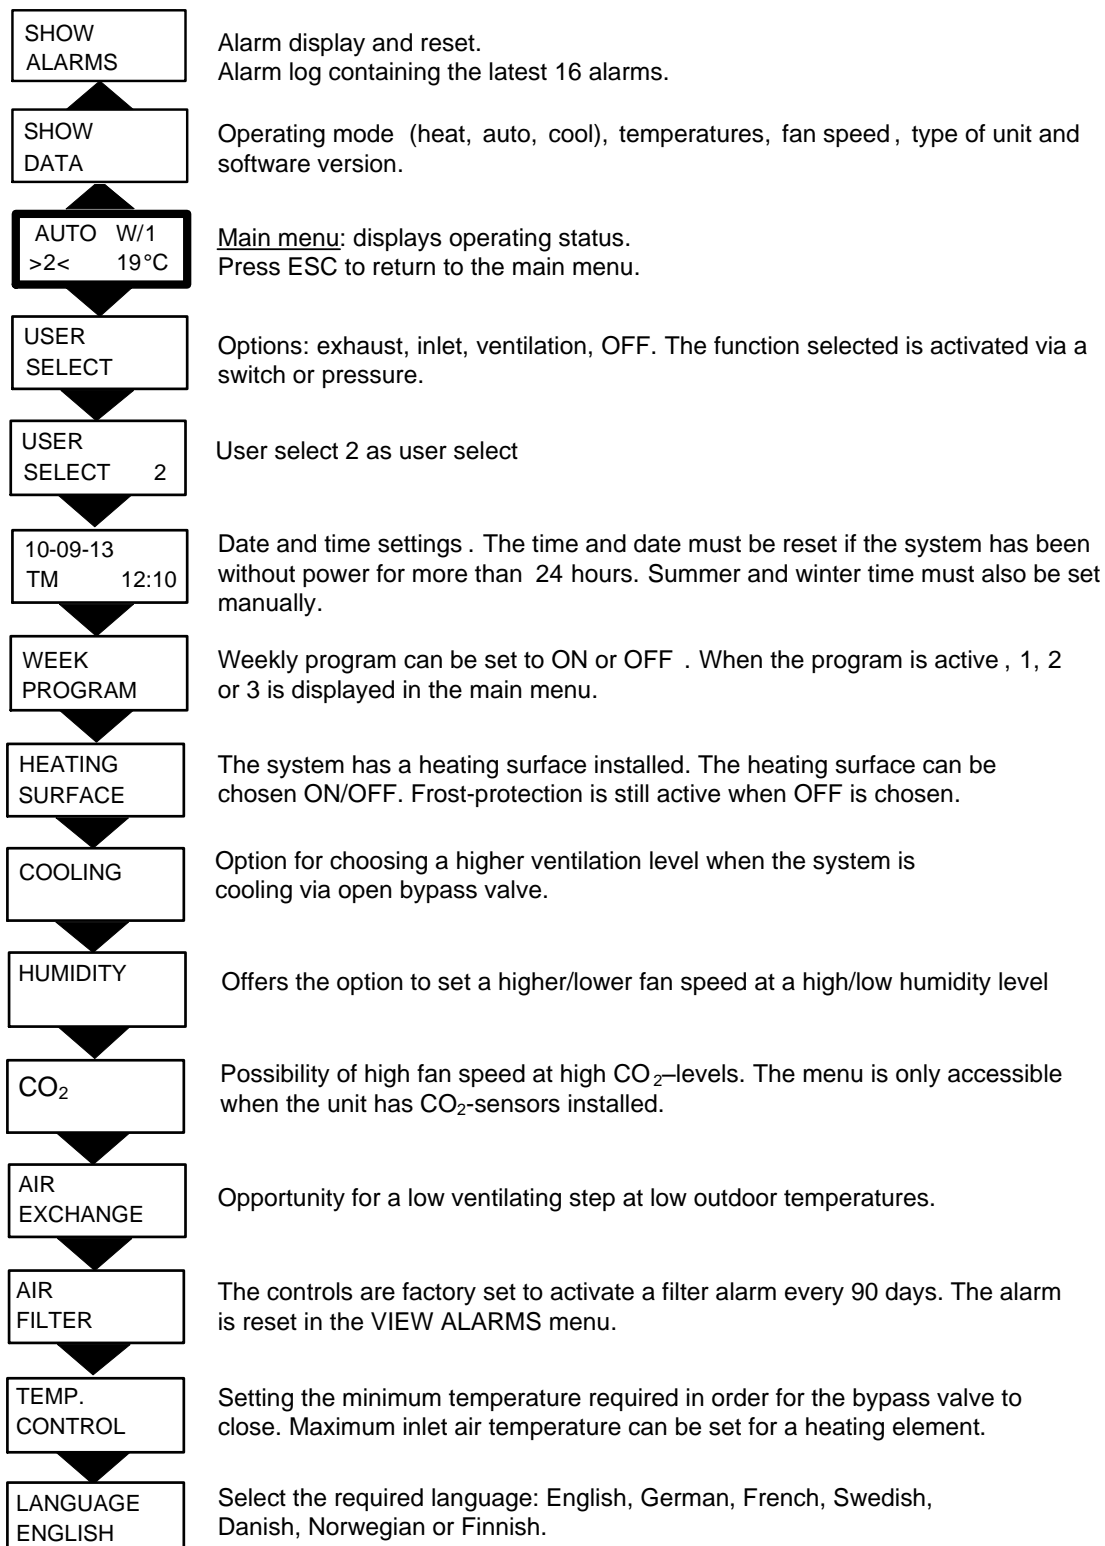 SHOW
ALARMS
Alarm display and reset.
Alarm log containing the latest 16 alarms.
SHOW
DATA
Operating mode (heat, auto, cool), temperatures, fan speed, type of unit and
software version.
AUTO W/1
>2< 19°C
Main menu: displays operating status.
Press ESC to return to the main menu.
USER
SELECT
Options: exhaust, inlet, ventilation, OFF. The function selected is activated via a
switch or pressure.
USER
SELECT 2
User select 2 as user select
10-09-13
TM 12:10
Date and time settings. The time and date must be reset if the system has been
without power for more than 24 hours. Summer and winter time must also be set
manually.
WEEK
PROGRAM
Weekly program can be set to ON or OFF. When the program is active, 1, 2
or 3 is displayed in the main menu.
HEATING
SURFACE
The system has a heating surface installed. The heating surface can be
chosen ON/OFF. Frost-protection is still active when OFF is chosen.
COOLING
Option for choosing a higher ventilation level when the system is
cooling via open bypass valve.
HUMIDITY
Offers the option to set a higher/lower fan speed at a high/low humidity level
CO₂
Possibility of high fan speed at high CO₂–levels. The menu is only accessible
when the unit has CO₂-sensors installed.
AIR
EXCHANGE
Opportunity for a low ventilating step at low outdoor temperatures.
AIR
FILTER
The controls are factory set to activate a filter alarm every 90 days. The alarm
is reset in the VIEW ALARMS menu.
TEMP.
CONTROL
Setting the minimum temperature required in order for the bypass valve to
close. Maximum inlet air temperature can be set for a heating element.
LANGUAGE
ENGLISH
Select the required language: English, German, French, Swedish,
Danish, Norwegian or Finnish.